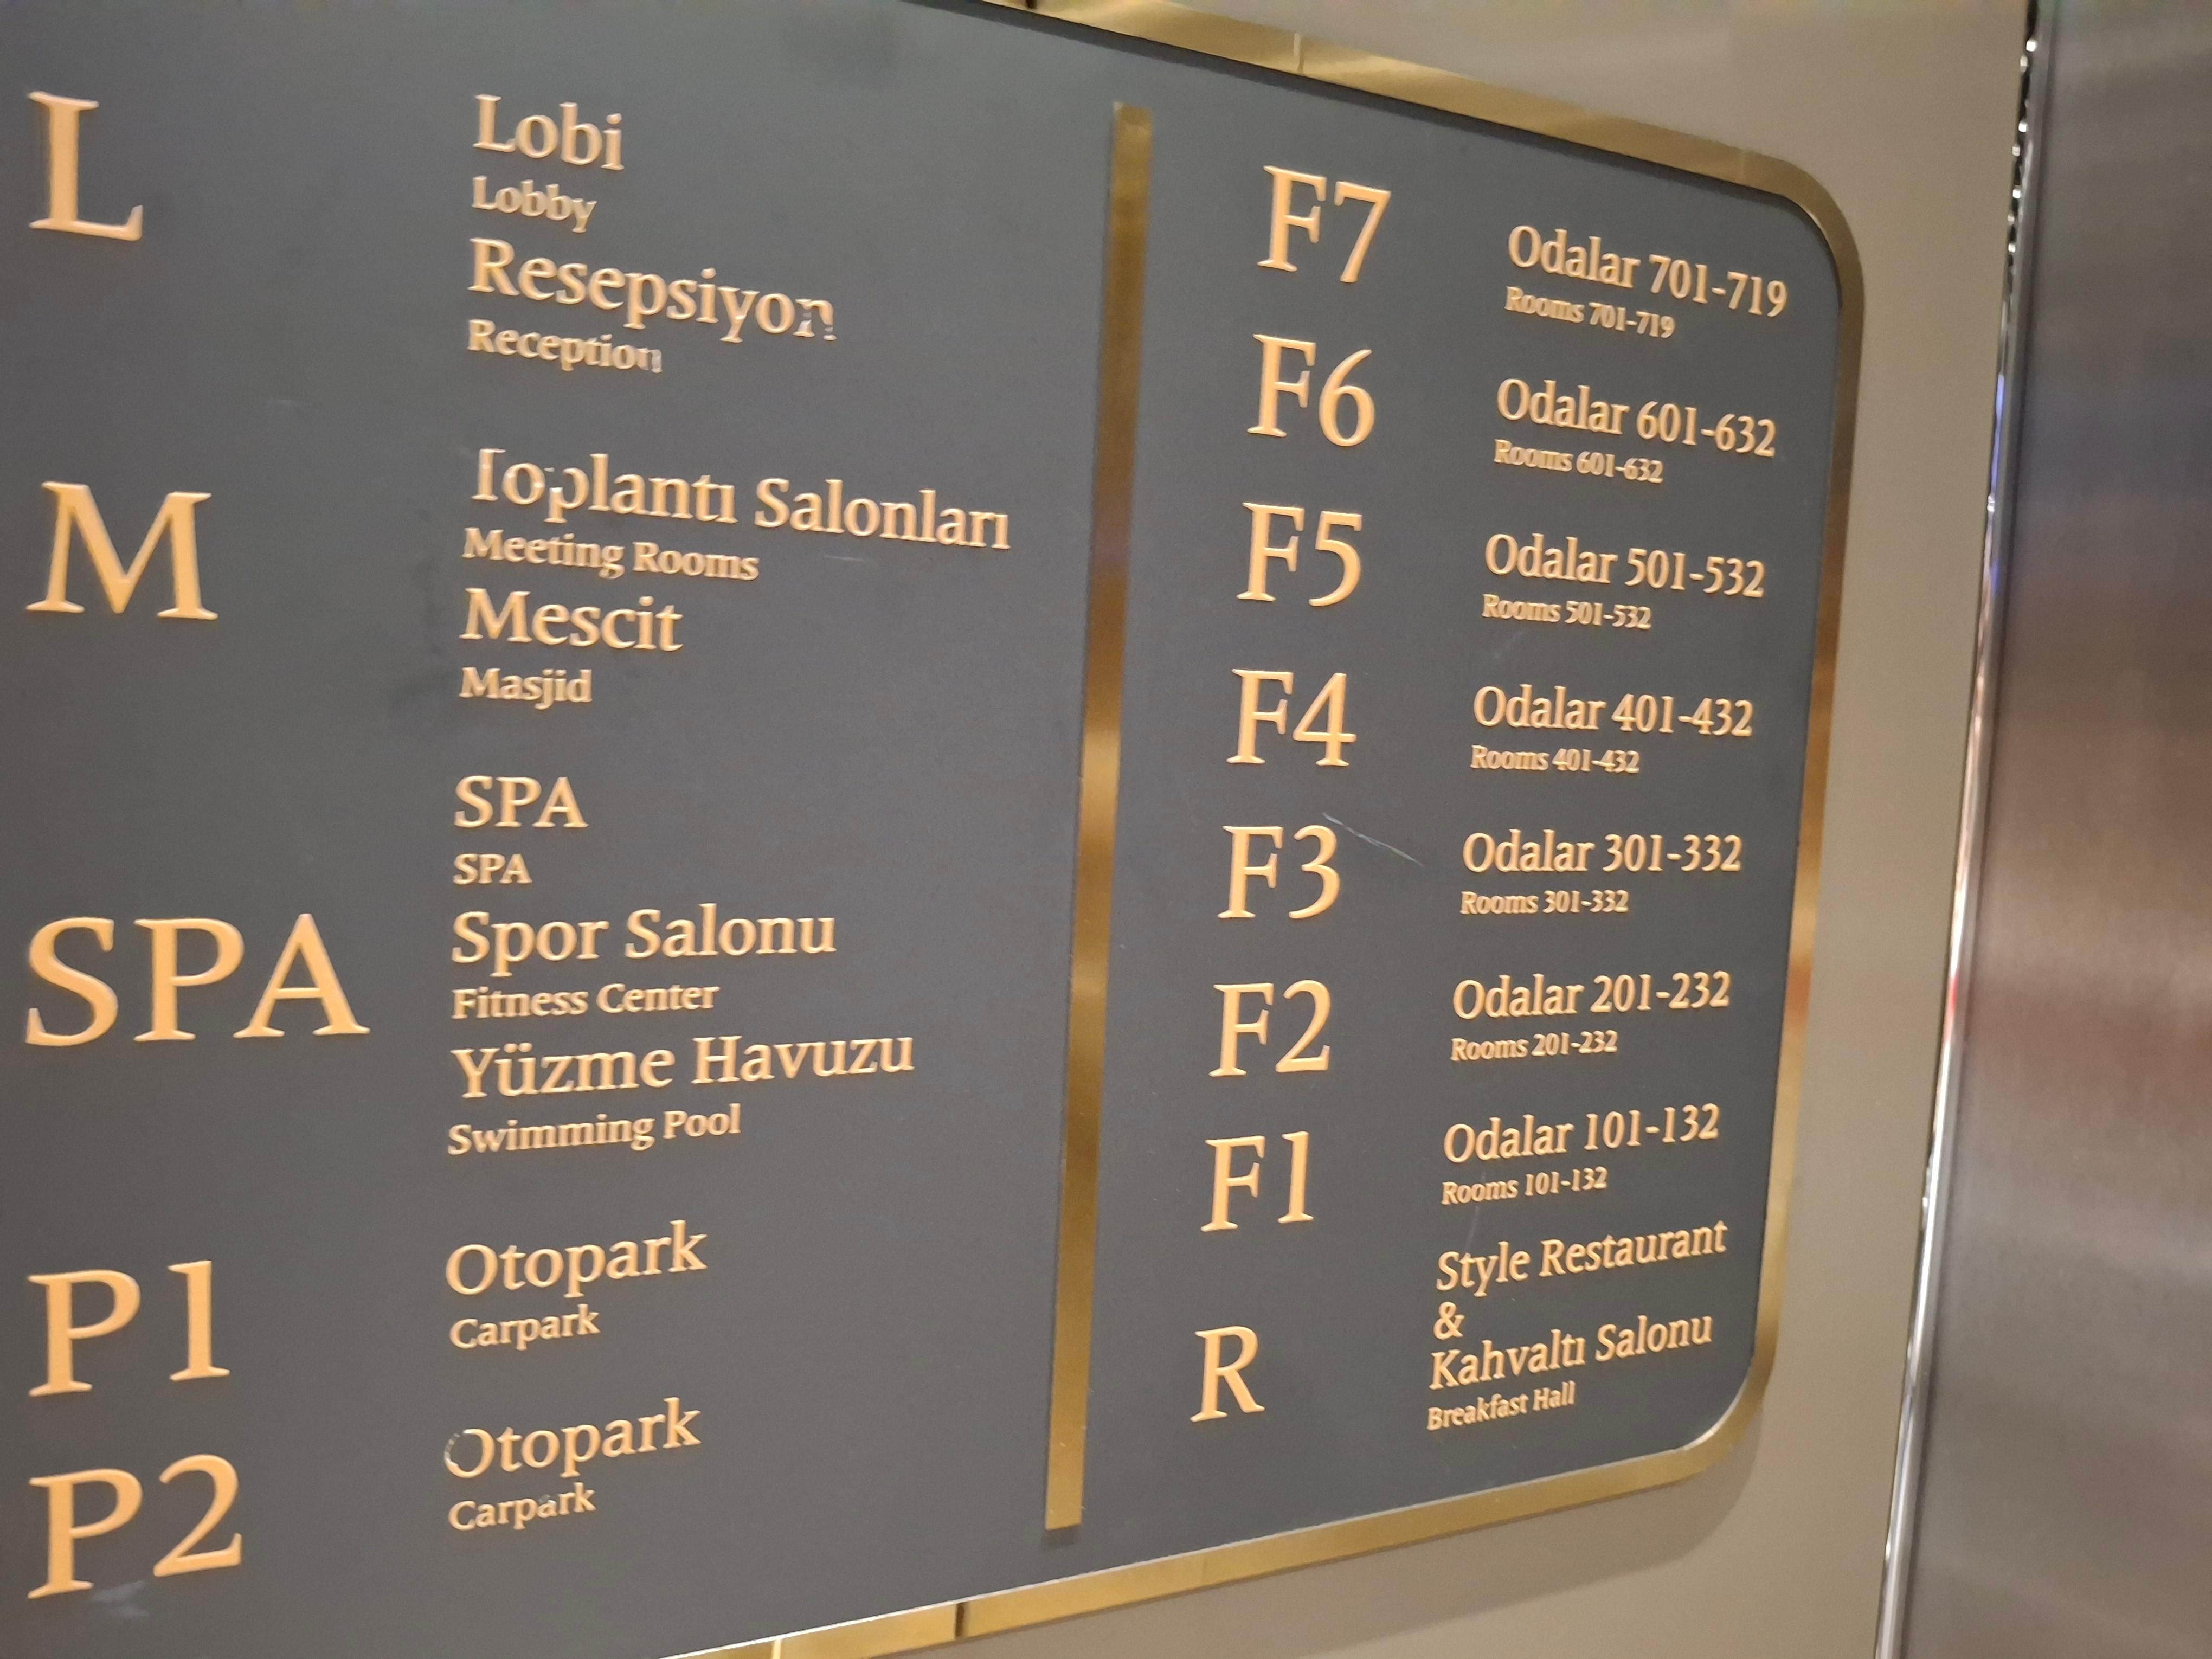 L
Lobi
Lobby
Resepsiyon
Reception
M
Toplantı Salonları
Meeting Rooms
Mescit
Masjid
SPA
SPA
SPA
Spor Salonu
Fitness Center
Yüzme Havuzu
Swimming Pool
P1
Otopark
Carpark
P2
Otopark
Carpark
F7
Odalar 701-719
Rooms 701-719
F6
Odalar 601-632
Rooms 601-632
F5
Odalar 501-532
Rooms 501-532
F4
Odalar 401-432
Rooms 401-432
F3
Odalar 301-332
Rooms 301-332
F2
Odalar 201-232
Rooms 201-232
F1
Odalar 101-132
Rooms 101-132
R
Style Restaurant
&
Kahvaltı Salonu
Breakfast Hall